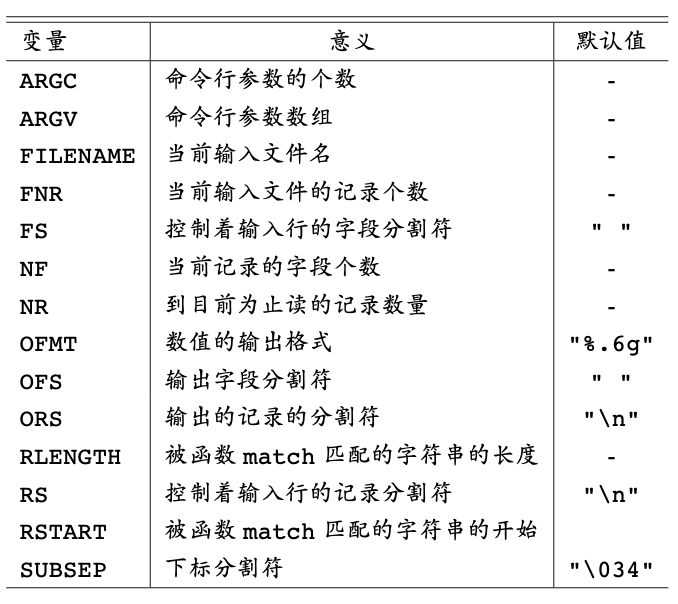 变量 意义 默认值
ARGC 命令行参数的个数 -
ARGV 命令行参数数组 -
FILENAME 当前输入文件名 -
FNR 当前输入文件的记录个数 -
FS 控制着输入行的字段分割符 " "
NF 当前记录的字段个数 -
NR 到目前为止读的记录数量 -
OFMT 数值的输出格式 "%.6g"
OFS 输出字段分割符 " "
ORS 输出的记录的分割符 "\n"
RLENGTH 被函数 match 匹配的字符串的长度 -
RS 控制着输入行的记录分割符 "\n"
RSTART 被函数 match 匹配的字符串的开始
SUBSEP 下标分割符 "\034"